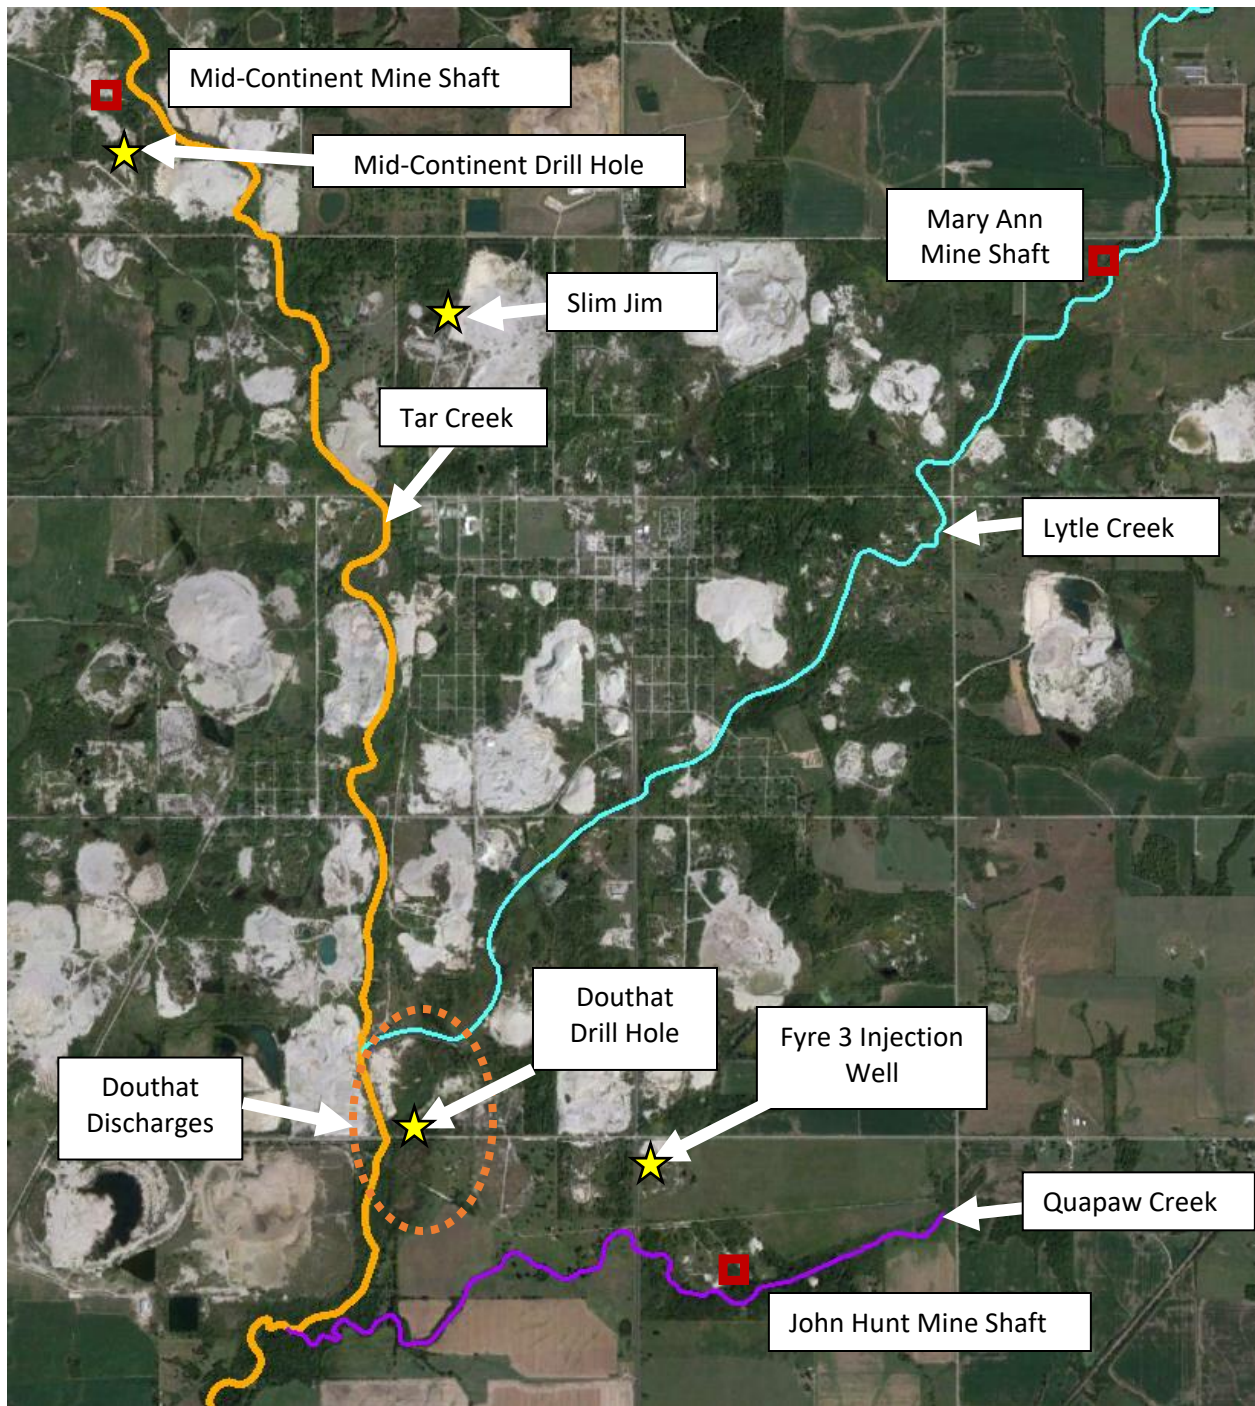 Mid-Continent Mine Shaft
Mid-Continent Drill Hole
Mary Ann
Mine Shaft
Slim Jim
Tar Creek
Lytle Creek
Douthat
Drill Hole
Fyre 3 Injection
Well
Douthat
Discharges
Quapaw Creek
John Hunt Mine Shaft